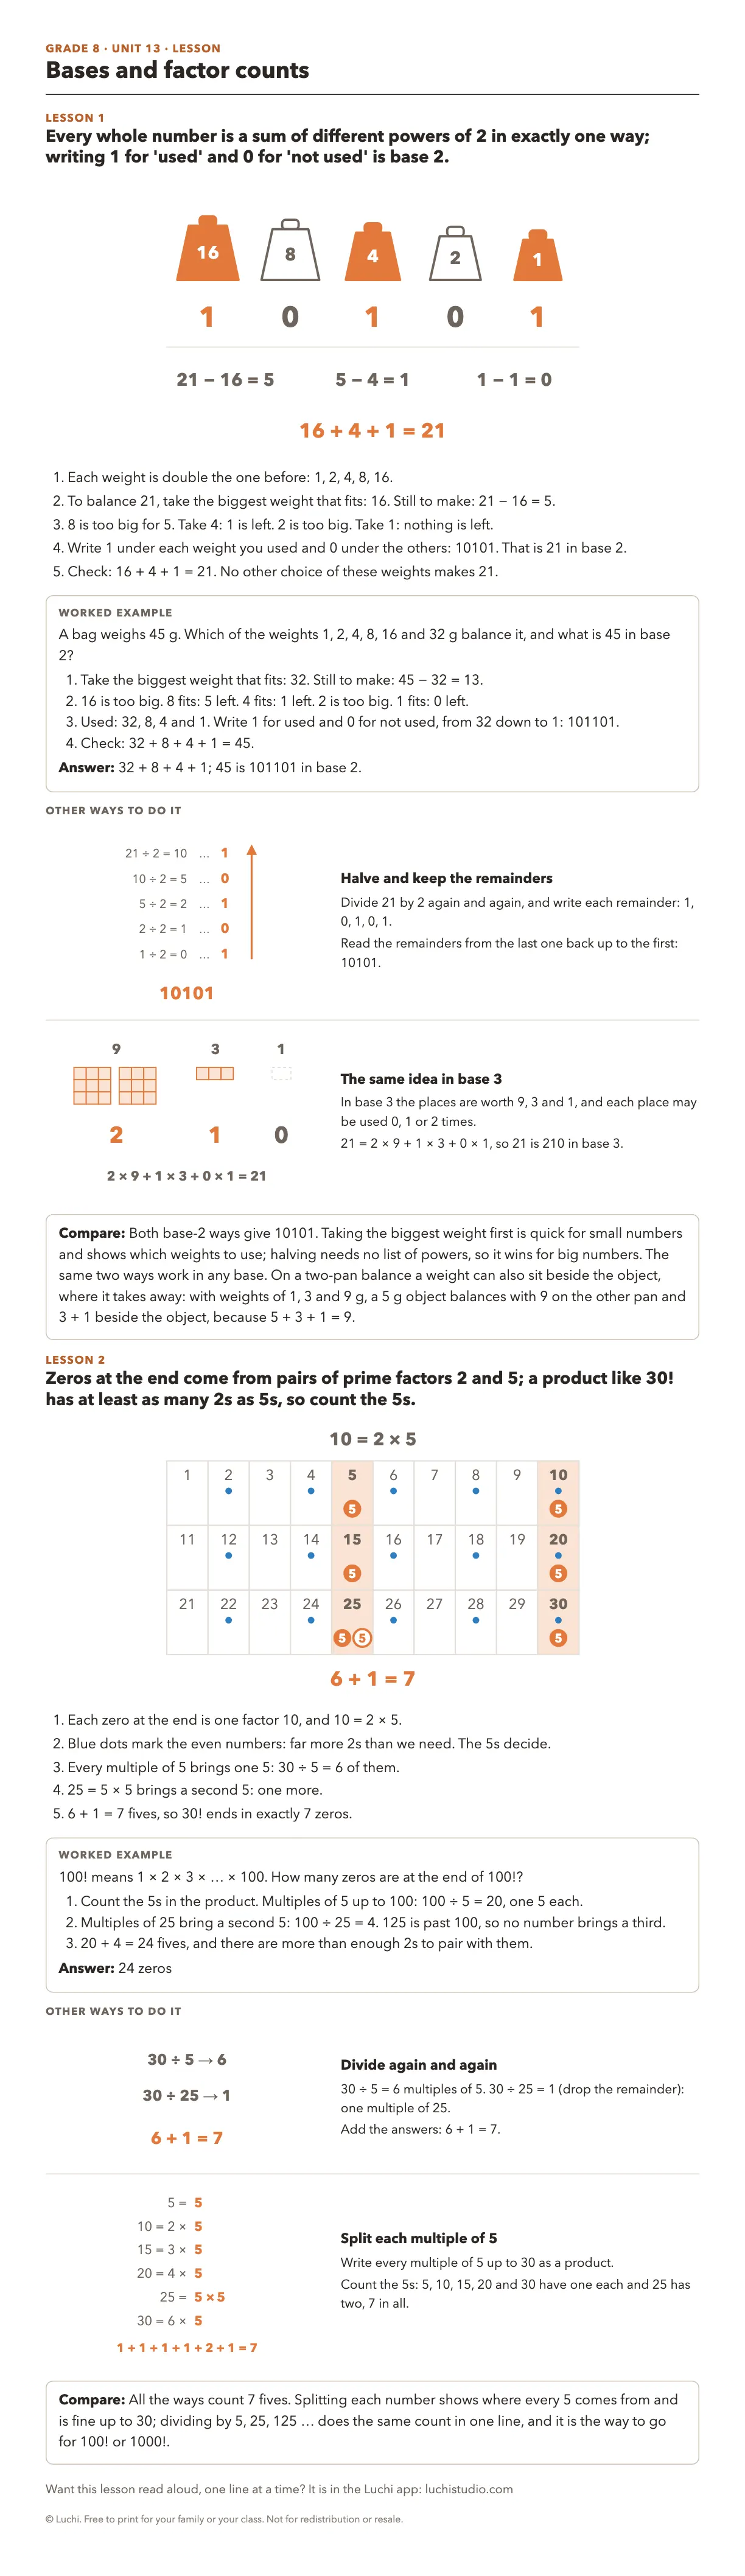 GRADE 8 · UNIT 13 · LESSON
Bases and factor counts
LESSON 1
Every whole number is a sum of different powers of 2 in exactly one way;
writing 1 for 'used' and 0 for 'not used' is base 2.
16 8 4 2 1
1 0 1 0 1
21 − 16 = 5 5 − 4 = 1 1 − 1 = 0
16 + 4 + 1 = 21
1. Each weight is double the one before: 1, 2, 4, 8, 16.
2. To balance 21, take the biggest weight that fits: 16. Still to make: 21 − 16 = 5.
3. 8 is too big for 5. Take 4: 1 is left. 2 is too big. Take 1: nothing is left.
4. Write 1 under each weight you used and 0 under the others: 10101. That is 21 in base 2.
5. Check: 16 + 4 + 1 = 21. No other choice of these weights makes 21.
WORKED EXAMPLE
A bag weighs 45 g. Which of the weights 1, 2, 4, 8, 16 and 32 g balance it, and what is 45 in base
2?
1. Take the biggest weight that fits: 32. Still to make: 45 − 32 = 13.
2. 16 is too big. 8 fits: 5 left. 4 fits: 1 left. 2 is too big. 1 fits: 0 left.
3. Used: 32, 8, 4 and 1. Write 1 for used and 0 for not used, from 32 down to 1: 101101.
4. Check: 32 + 8 + 4 + 1 = 45.
Answer: 32 + 8 + 4 + 1; 45 is 101101 in base 2.
OTHER WAYS TO DO IT
21 ÷ 2 = 10 … 1
10 ÷ 2 = 5 … 0
5 ÷ 2 = 2 … 1
2 ÷ 2 = 1 … 0
1 ÷ 2 = 0 … 1
10101
Halve and keep the remainders
Divide 21 by 2 again and again, and write each remainder: 1,
0, 1, 0, 1.
Read the remainders from the last one back up to the first:
10101.
9 3 1
2 1 0
2 × 9 + 1 × 3 + 0 × 1 = 21
The same idea in base 3
In base 3 the places are worth 9, 3 and 1, and each place may
be used 0, 1 or 2 times.
21 = 2 × 9 + 1 × 3 + 0 × 1, so 21 is 210 in base 3.
Compare: Both base-2 ways give 10101. Taking the biggest weight first is quick for small numbers
and shows which weights to use; halving needs no list of powers, so it wins for big numbers. The
same two ways work in any base. On a two-pan balance a weight can also sit beside the object,
where it takes away: with weights of 1, 3 and 9 g, a 5 g object balances with 9 on the other pan and
3 + 1 beside the object, because 5 + 3 + 1 = 9.
LESSON 2
Zeros at the end come from pairs of prime factors 2 and 5; a product like 30!
has at least as many 2s as 5s, so count the 5s.
10 = 2 × 5
1 2 3 4 5 6 7 8 9 10
5 5
11 12 13 14 15 16 17 18 19 20
5 5
21 22 23 24 25 26 27 28 29 30
5 5 5
6 + 1 = 7
1. Each zero at the end is one factor 10, and 10 = 2 × 5.
2. Blue dots mark the even numbers: far more 2s than we need. The 5s decide.
3. Every multiple of 5 brings one 5: 30 ÷ 5 = 6 of them.
4. 25 = 5 × 5 brings a second 5: one more.
5. 6 + 1 = 7 fives, so 30! ends in exactly 7 zeros.
WORKED EXAMPLE
100! means 1 × 2 × 3 × … × 100. How many zeros are at the end of 100!?
1. Count the 5s in the product. Multiples of 5 up to 100: 100 ÷ 5 = 20, one 5 each.
2. Multiples of 25 bring a second 5: 100 ÷ 25 = 4. 125 is past 100, so no number brings a third.
3. 20 + 4 = 24 fives, and there are more than enough 2s to pair with them.
Answer: 24 zeros
OTHER WAYS TO DO IT
30 ÷ 5 → 6
30 ÷ 25 → 1
6 + 1 = 7
Divide again and again
30 ÷ 5 = 6 multiples of 5. 30 ÷ 25 = 1 (drop the remainder):
one multiple of 25.
Add the answers: 6 + 1 = 7.
5 = 5
10 = 2 × 5
15 = 3 × 5
20 = 4 × 5
25 = 5 × 5
30 = 6 × 5
1 + 1 + 1 + 1 + 2 + 1 = 7
Split each multiple of 5
Write every multiple of 5 up to 30 as a product.
Count the 5s: 5, 10, 15, 20 and 30 have one each and 25 has
two, 7 in all.
Compare: All the ways count 7 fives. Splitting each number shows where every 5 comes from and
is fine up to 30; dividing by 5, 25, 125 … does the same count in one line, and it is the way to go
for 100! or 1000!.
Want this lesson read aloud, one line at a time? It is in the Luchi app: luchistudio.com
© Luchi. Free to print for your family or your class. Not for redistribution or resale.